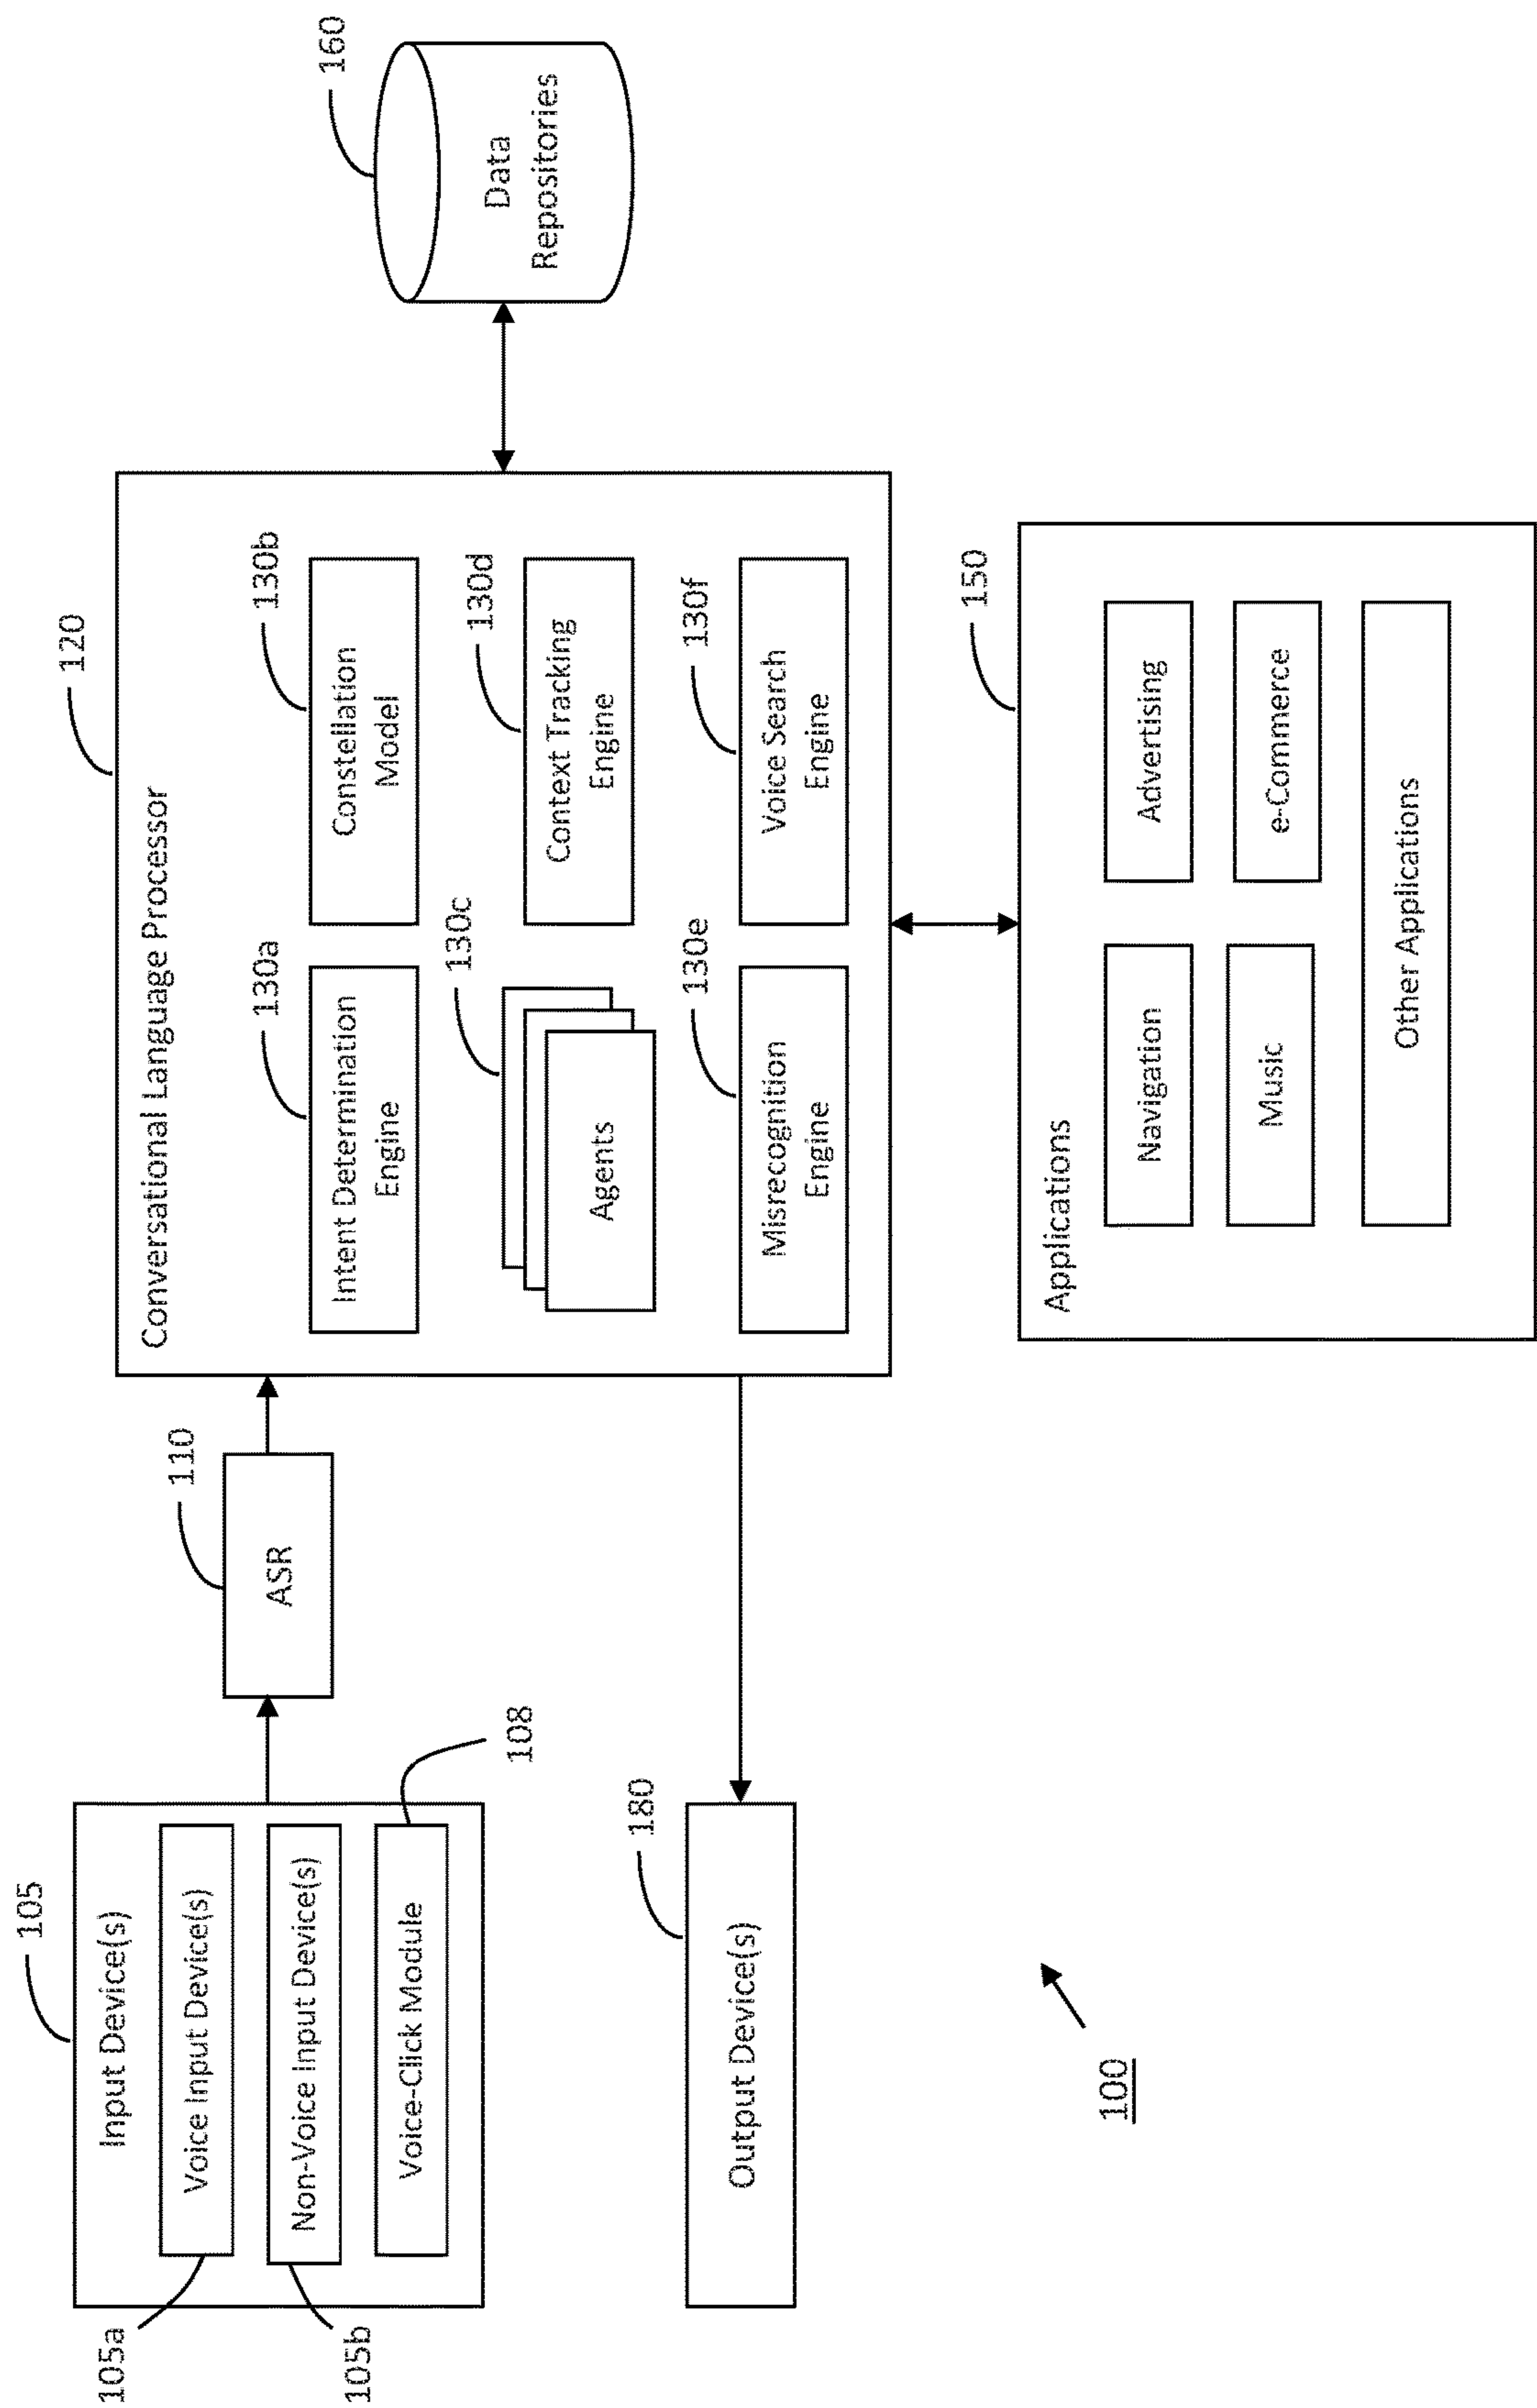 105
Input Device(s)
105a
Voice Input Device(s)
105b
Non-Voice Input Device(s)
Voice-Click Module
108
110
ASR
120
Conversational Language Processor
130a
Intent Determination
Engine
130b
Constellation
Model
130c
Agents
130d
Context Tracking
Engine
130e
Misrecognition
Engine
130f
Voice Search
Engine
160
Data
Repositories
180
Output Device(s)
150
Applications
Navigation
Advertising
Music
e-Commerce
Other Applications
100